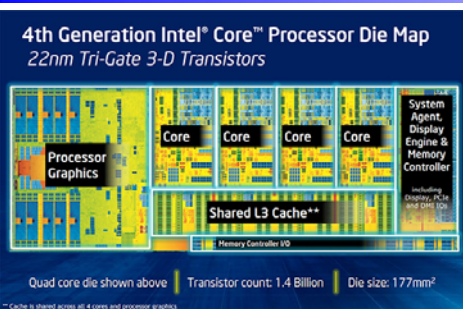 4th Generation Intel® Core™ Processor Die Map
22nm Tri-Gate 3-D Transistors
Processor
Graphics
Core
Core
Core
Core
System
Agent,
Display
Engine &
Memory
Controller
including
Display, PCIe
and DMI IOs
Shared L3 Cache**
Memory Controller I/O
Quad core die shown above
Transistor count: 1.4 Billion
Die size: 177mm²
** Cache is shared across all 4 cores and processor graphics